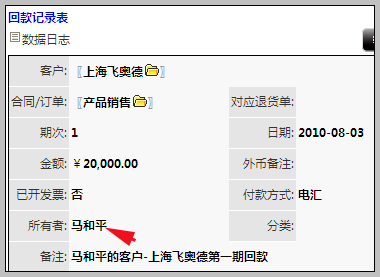 回款记录表
数据日志
客户: 〖上海飞奥德〗
合同/订单: 〖产品销售〗 对应退货单:
期次: 1 日期: 2010-08-03
金额: ￥20,000.00 外币备注:
已开发票: 否 付款方式: 电汇
所有者: 马和平 分类:
备注: 马和平的客户-上海飞奥德第一期回款